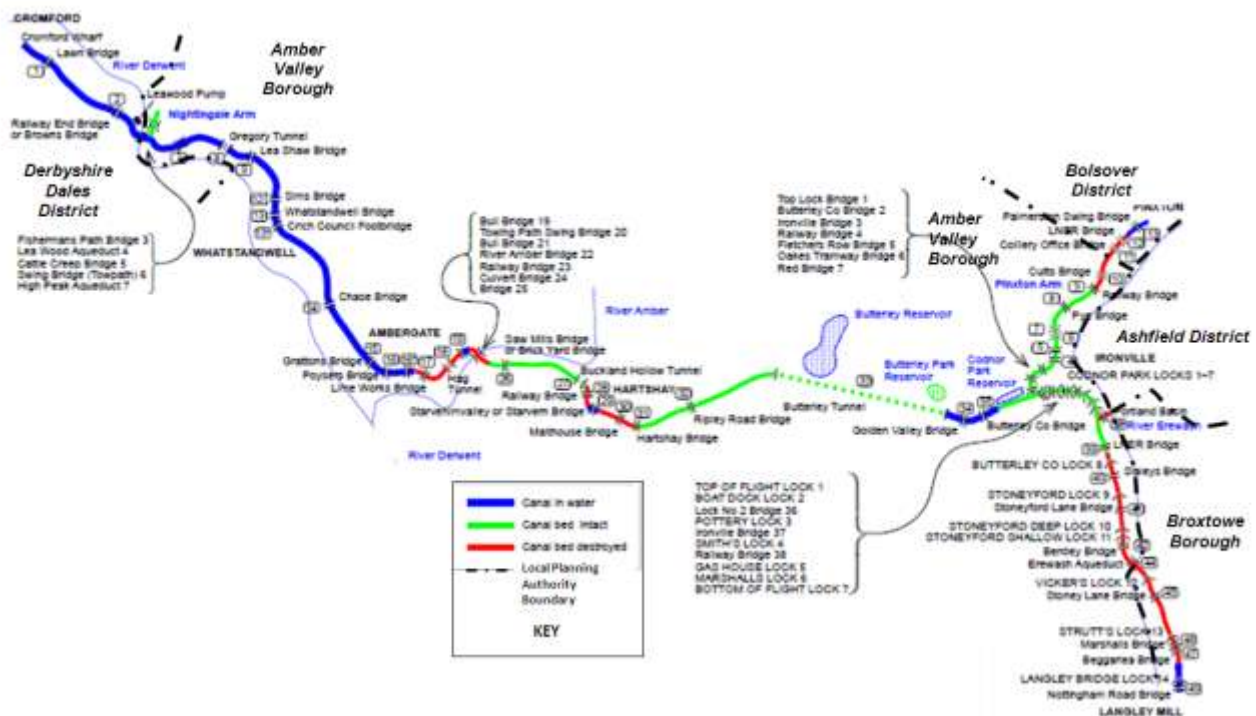 CROMFORD
Cromford Wharf
Lawn Bridge
1
River Derwent
Amber
Valley
Borough
2
Leawood Pump
Nightingale Arm
Railway End Bridge
or Browns Bridge
Gregory Tunnel
Lea Shaw Bridge
Derbyshire
Dales
District
Sims Bridge
Whatstandwell Bridge
Crich Council Footbridge
WHATSTANDWELL
Fishermans Path Bridge 3
Lea Wood Aqueduct 4
Cattle Creep Bridge 5
Swing Bridge (Towpath) 6
High Peak Aqueduct 7
Bull Bridge 19
Towing Path Swing Bridge 20
Bull Bridge 21
River Amber Bridge 22
Railway Bridge 23
Culvert Bridge 24
Bridge 25
Chase Bridge
14
AMBERGATE
Grattons Bridge
Poysers Bridge
Lime Works Bridge
17
Hag
Tunnel
Saw Mills Bridge
or Brick Yard Bridge
River Amber
26
Buckland Hollow Tunnel
Railway Bridge
HARTSHAY
Starvehimvalley or Starvem Bridge
Malthouse Bridge
Hartshay Bridge
31
Ripley Road Bridge
River Derwent
Butterley Tunnel
33
Butterley Reservoir
Butterley Park
Reservoir
Codnor
Park
Reservoir
Golden Valley Bridge
34
Butterley Co Bridge
Top Lock Bridge 1
Butterley Co Bridge 2
Ironville Bridge 3
Railway Bridge 4
Fletchers Row Bridge 5
Oakes Tramway Bridge 6
Red Bridge 7
Amber
Valley
Borough
Bolsover
District
PINXTON
Palmerston Swing Bridge
LNER Bridge
Colliery Office Bridge
Cutts Bridge
Pinxton Arm
Railway Bridge
Pye Bridge
Ashfield District
IRONVILLE
CODNOR PARK LOCKS 1-7
River Erewash
LNER Bridge
BUTTERLEY CO LOCK 8
Sleleys Bridge
STONEYFORD LOCK 9
Stoneyford Lane Bridge
STONEYFORD DEEP LOCK 10
STONEYFORD SHALLOW LOCK 11
Bentley Bridge
Erewash Aqueduct
Broxtowe
Borough
VICKER'S LOCK 12
Stoney Lane Bridge
STRUTT'S LOCK 13
Marshalls Bridge
Beggarlea Bridge
LANGLEY BRIDGE LOCK 14
Nottingham Road Bridge
LANGLEY MILL
TOP OF FLIGHT LOCK 1
BOAT DOCK LOCK 2
Lock No.2 Bridge 36
POTTERY LOCK 3
Ironville Bridge 37
SMITH'S LOCK 4
Railway Bridge 38
GAS HOUSE LOCK 5
MARSHALLS LOCK 6
BOTTOM OF FLIGHT LOCK 7
Canal in water
Canal bed intact
Canal bed destroyed
Local Planning
Authority
Boundary
KEY